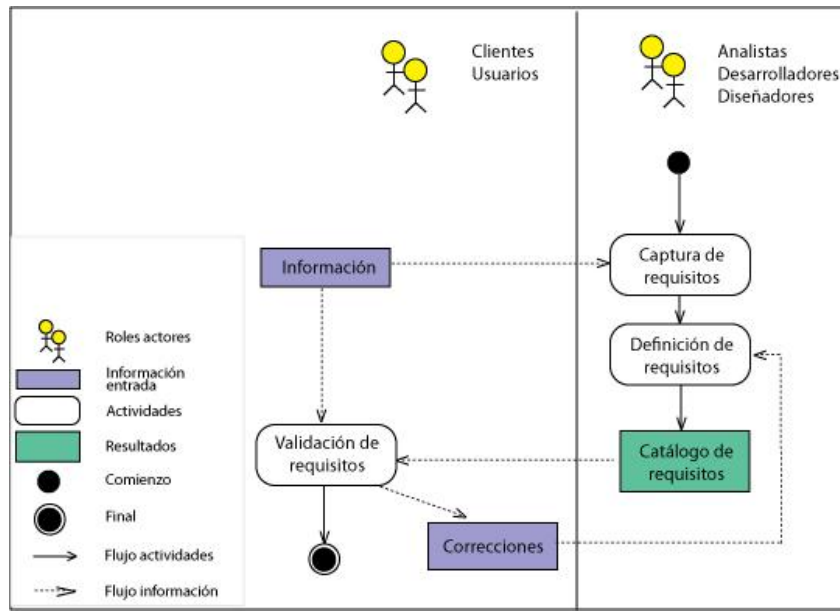 Clientes
Usuarios
Analistas
Desarrolladores
Diseñadores
Información
Captura de
requisitos
Definición de
requisitos
Validación de
requisitos
Catálogo de
requisitos
Correcciones
Roles actores
Información
entrada
Actividades
Resultados
Comienzo
Final
Flujo actividades
Flujo información